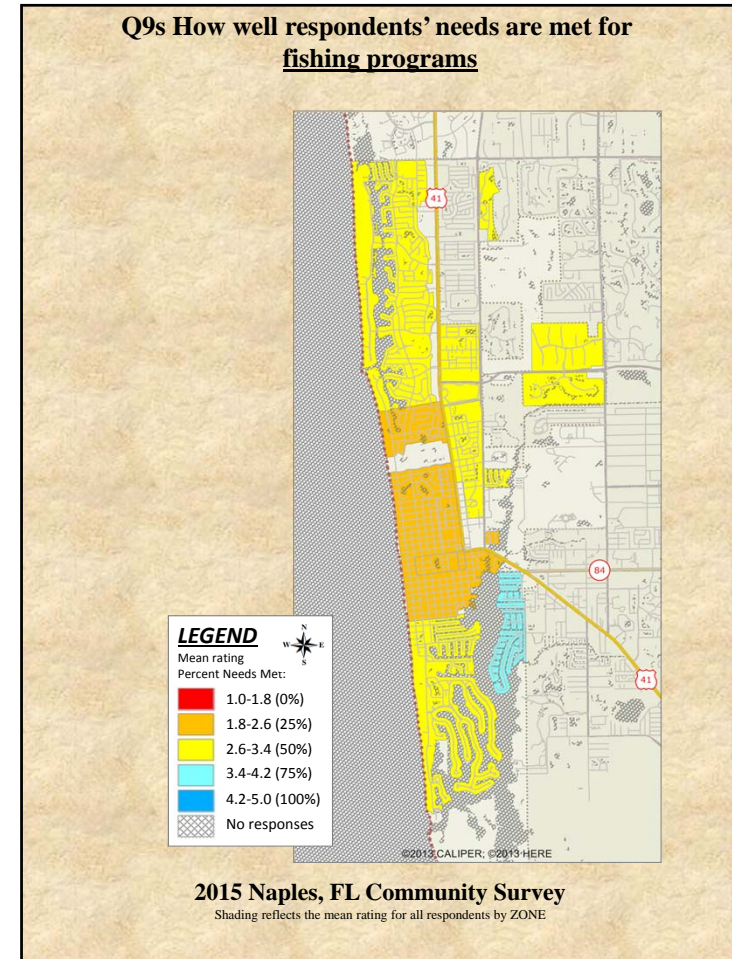 Q9s How well respondents' needs are met for
fishing programs
41
84
41
LEGEND
N
W E
S
Mean rating
Percent Needs Met:
1.0-1.8 (0%)
1.8-2.6 (25%)
2.6-3.4 (50%)
3.4-4.2 (75%)
4.2-5.0 (100%)
No responses
©2013 CALIPER; ©2013 HERE
2015 Naples, FL Community Survey
Shading reflects the mean rating for all respondents by ZONE